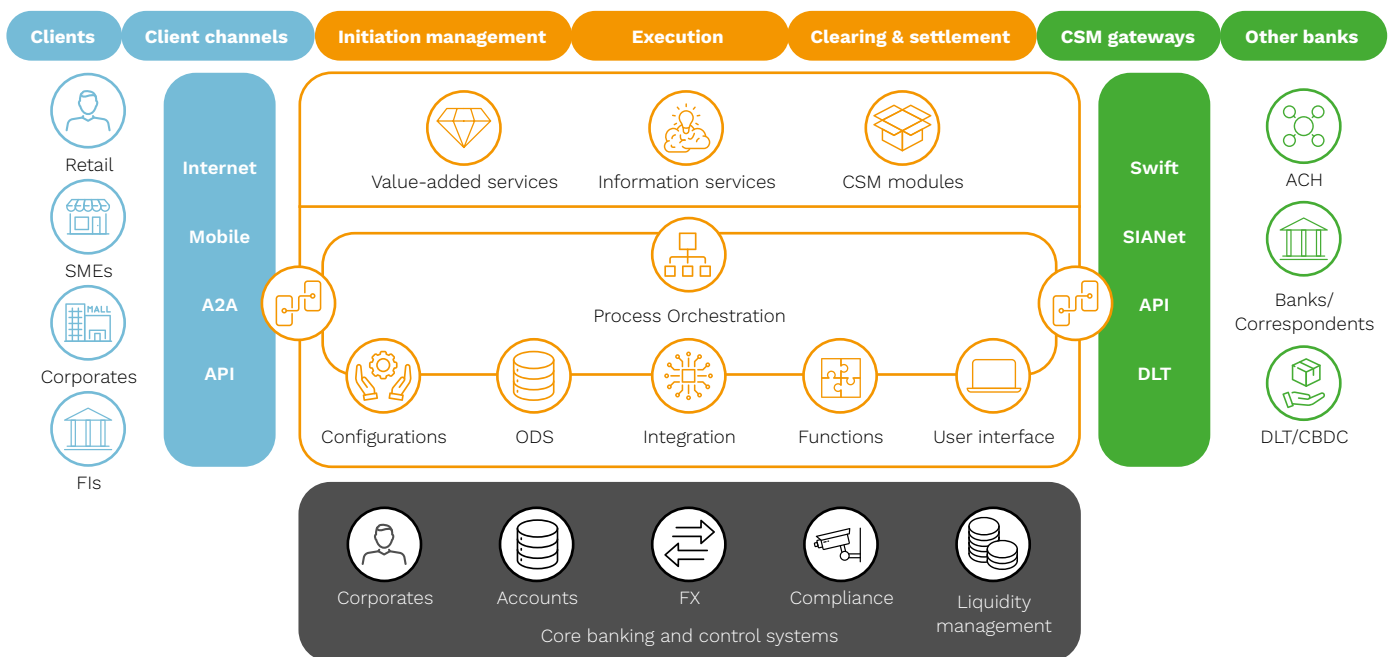 Clients
Client channels
Initiation management
Execution
Clearing & settlement
CSM gateways
Other banks
Retail
SMEs
MALL
Corporates
FIs
Internet
Mobile
A2A
API
Value-added services
Information services
CSM modules
Process Orchestration
Configurations
ODS
Integration
Functions
User interface
Swift
SIANet
API
DLT
ACH
Banks/
Correspondents
DLT/CBDC
Corporates
Accounts
FX
Compliance
Liquidity
management
Core banking and control systems